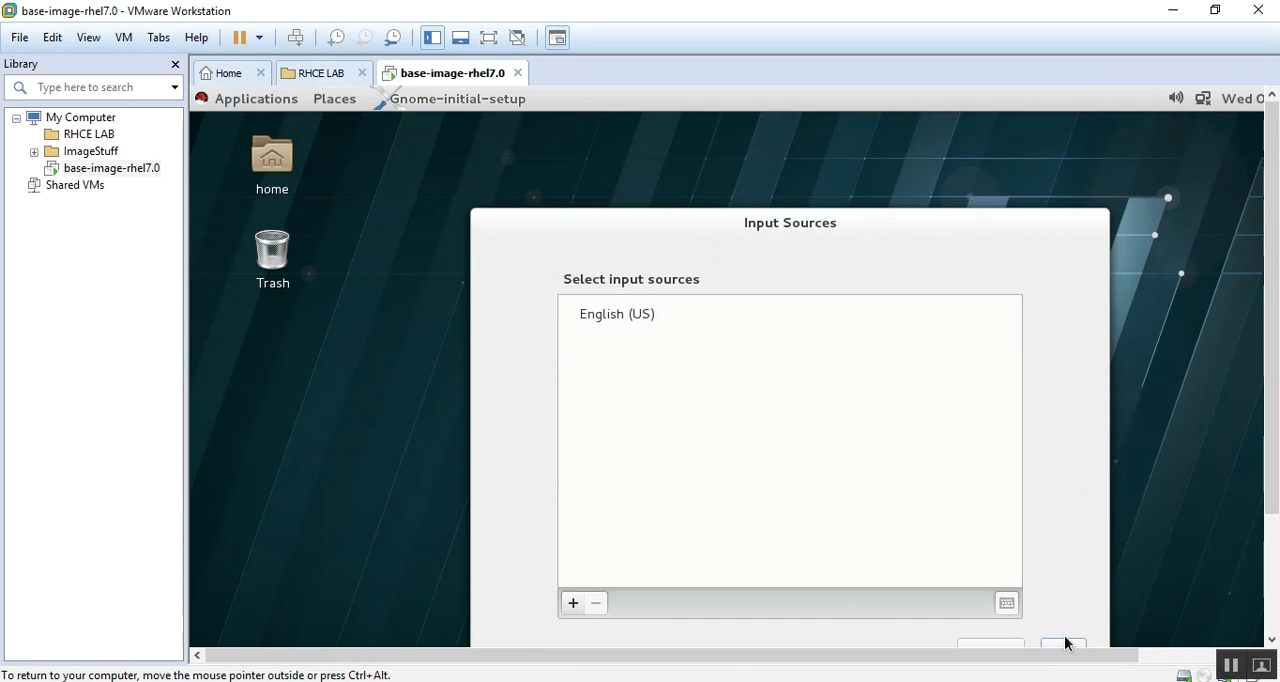 base-image-rhel7.0 - VMware Workstation
File Edit View VM Tabs Help
Library
Type here to search
My Computer
RHCE LAB
ImageStuff
base-image-rhel7.0
Shared VMs
Home RHCE LAB base-image-rhel7.0
Applications Places Gnome-initial-setup Wed
home
Trash
Input Sources
Select input sources
English (US)
To return to your computer, move the mouse pointer outside or press Ctrl+Alt.